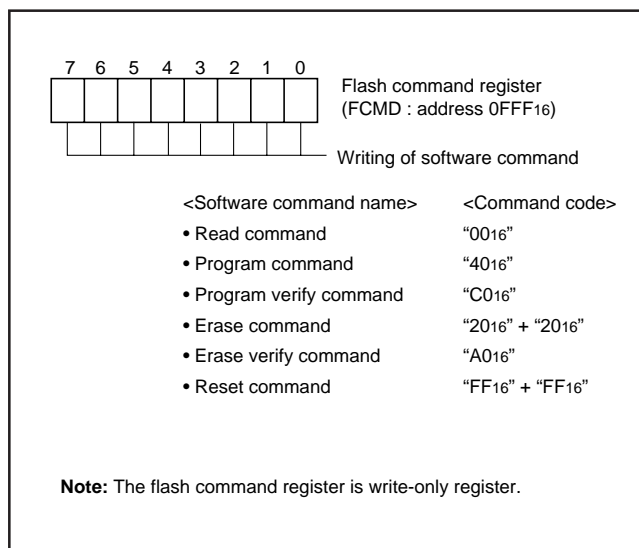 7 6 5 4 3 2 1 0
Flash command register
(FCMD : address 0FFF16)
Writing of software command
<Software command name> <Command code>
• Read command “0016”
• Program command “4016”
• Program verify command “C016”
• Erase command “2016” + “2016”
• Erase verify command “A016”
• Reset command “FF16” + “FF16”
Note: The flash command register is write-only register.